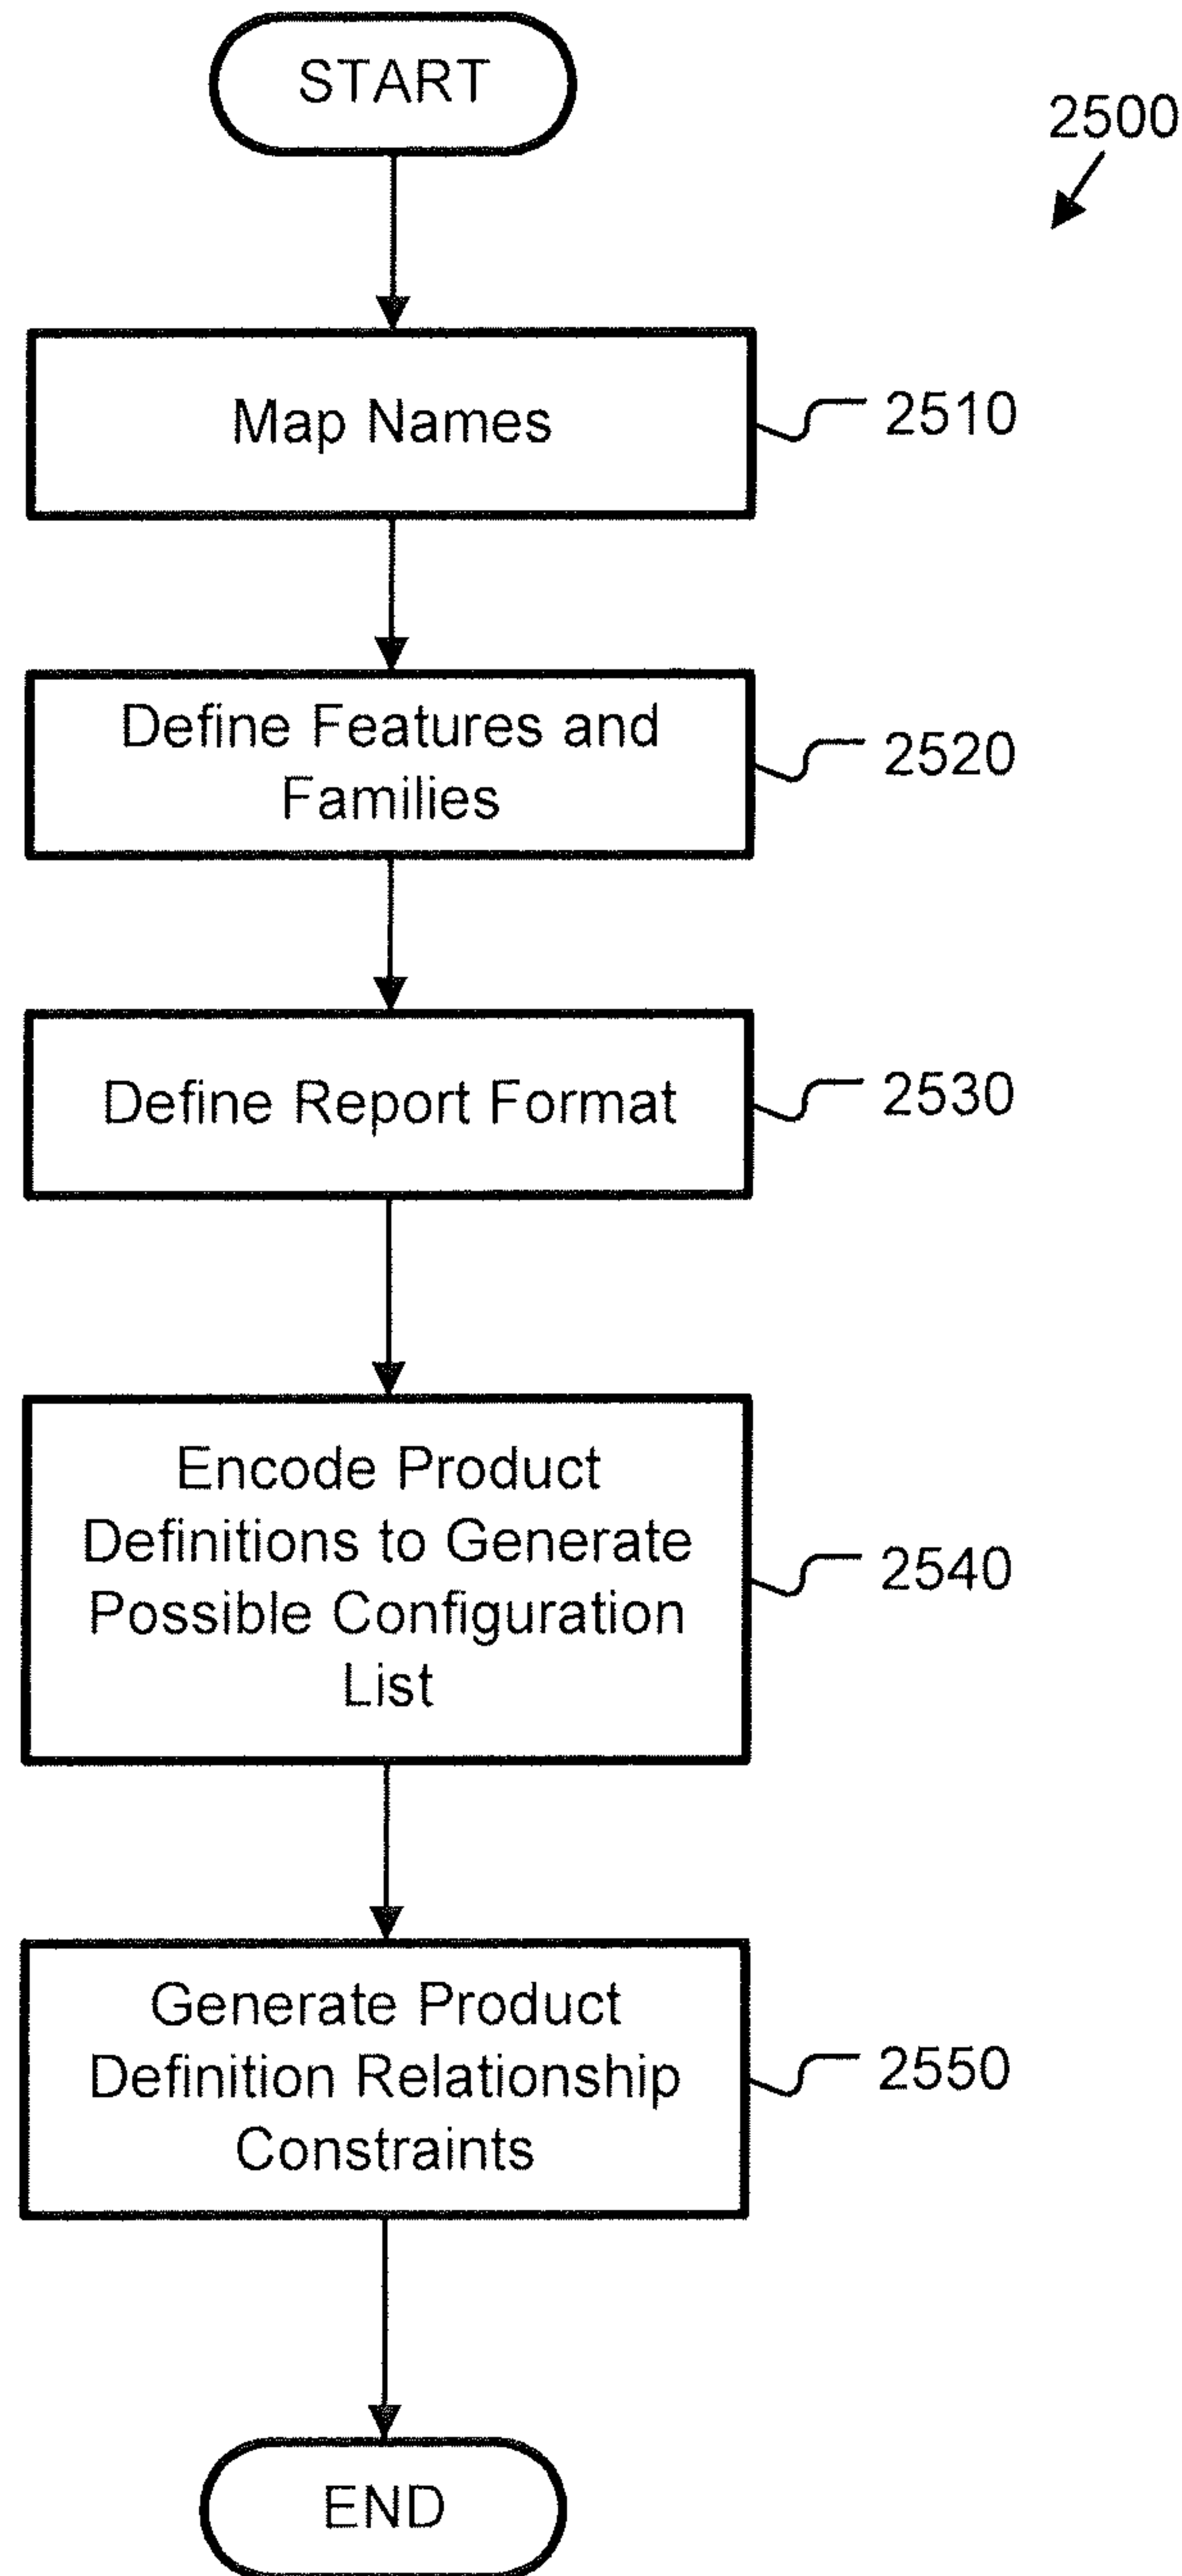 START
2500
Map Names
2510
Define Features and
Families
2520
Define Report Format
2530
Encode Product
Definitions to Generate
Possible Configuration
List
2540
Generate Product
Definition Relationship
Constraints
2550
END